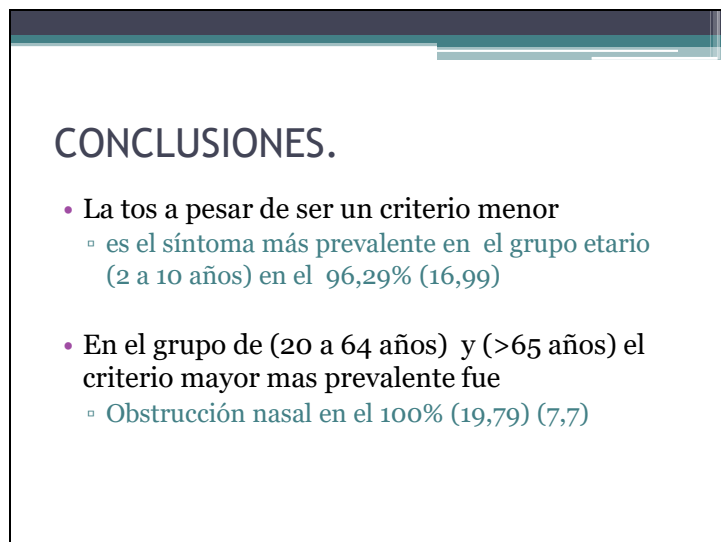 CONCLUSIONES.
• La tos a pesar de ser un criterio menor
▫ es el síntoma más prevalente en el grupo etario
(2 a 10 años) en el 96,29% (16,99)
• En el grupo de (20 a 64 años) y (>65 años) el
criterio mayor mas prevalente fue
▫ Obstrucción nasal en el 100% (19,79) (7,7)